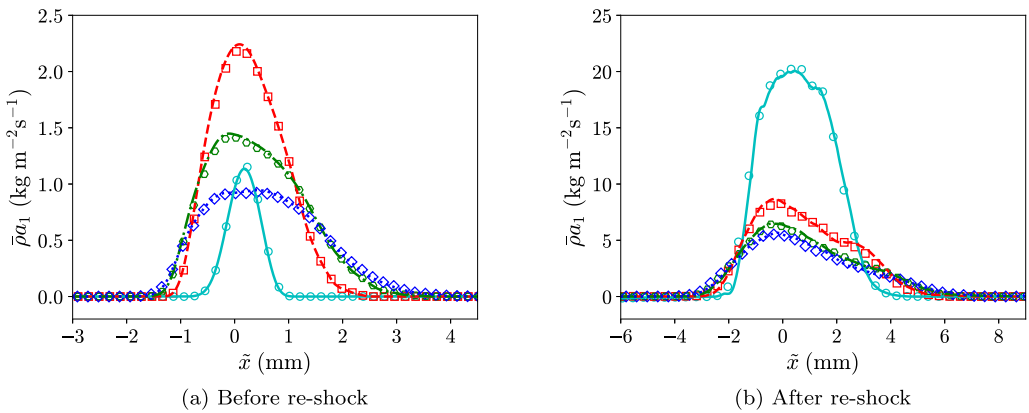 2.5
2.0
1.5
1.0
0.5
0.0
ρ̄a₁ (kg m⁻²s⁻¹)
−3 −2 −1 0 1 2 3 4
x̃ (mm)
(a) Before re-shock
25
20
15
10
5
0
ρ̄a₁ (kg m⁻²s⁻¹)
−6 −4 −2 0 2 4 6 8
x̃ (mm)
(b) After re-shock